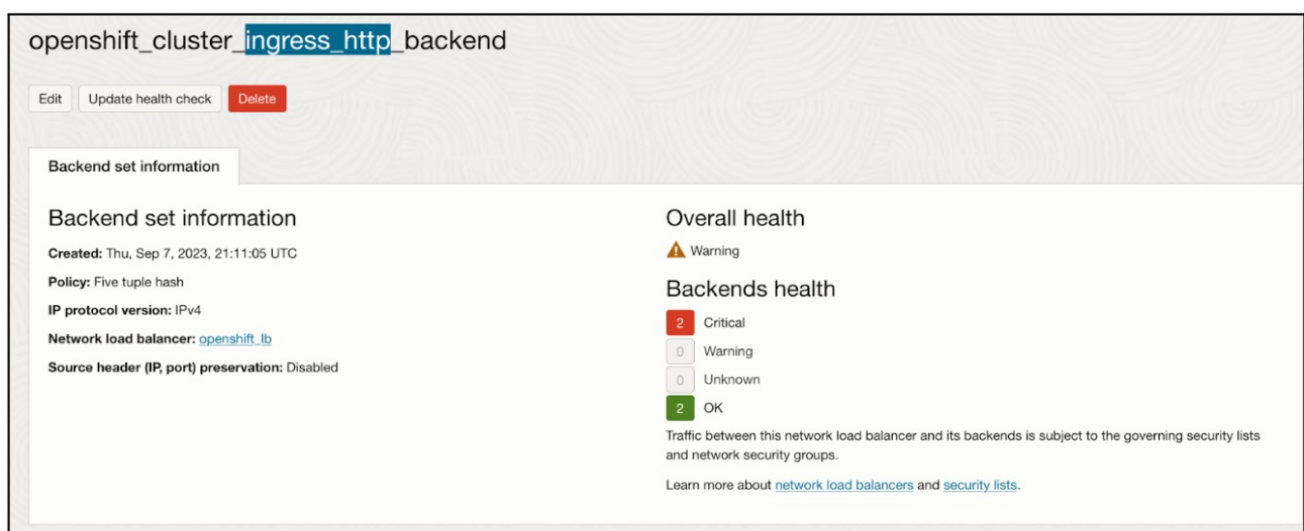 openshift_cluster_ingress_http_backend
Edit Update health check Delete
Backend set information
Backend set information
Created: Thu, Sep 7, 2023, 21:11:05 UTC
Policy: Five tuple hash
IP protocol version: IPv4
Network load balancer: openshift_lb
Source header (IP, port) preservation: Disabled
Overall health
Warning
Backends health
2 Critical
0 Warning
0 Unknown
2 OK
Traffic between this network load balancer and its backends is subject to the governing security lists
and network security groups.
Learn more about network load balancers and security lists.